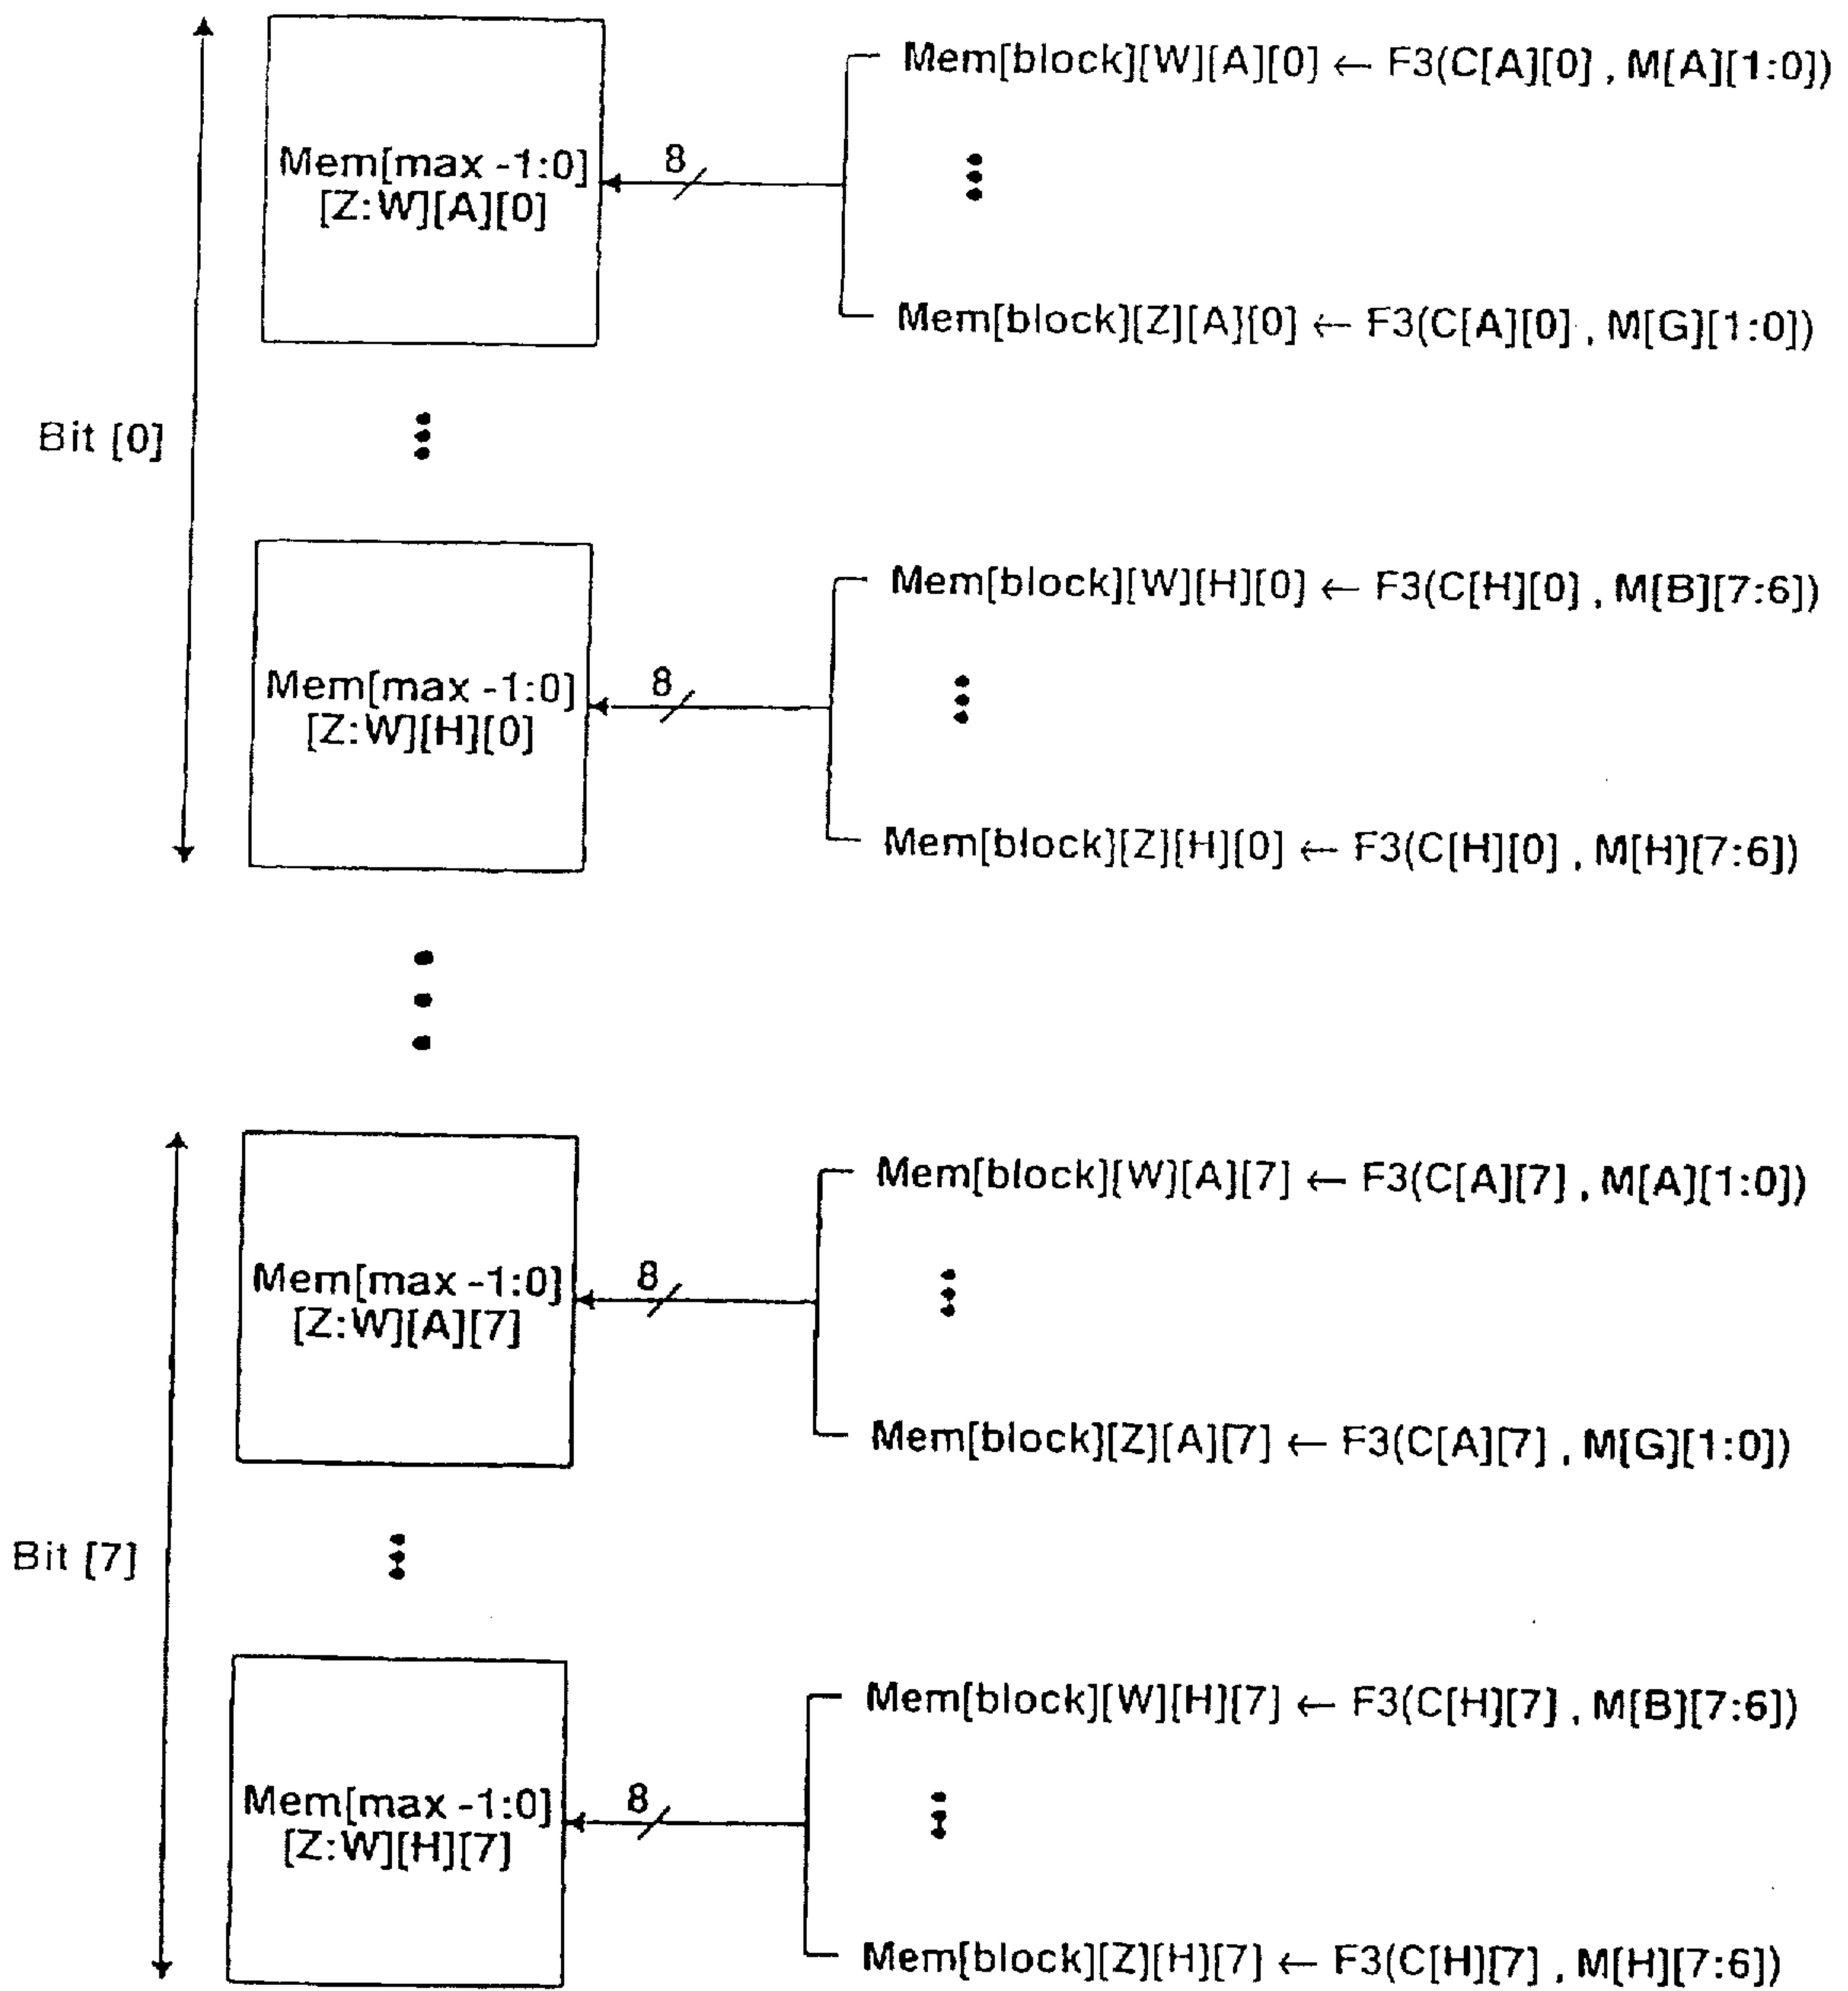 Mem[block][W][A][0] ← F3(C[A][0] , M[A][1:0])
8
Mem[max -1:0]
[Z:W][A][0]
Mem[block][Z][A][0] ← F3(C[A][0] , M[G][1:0])
Bit [0]
Mem[block][W][H][0] ← F3(C[H][0] , M[B][7:6])
8
Mem[max -1:0]
[Z:W][H][0]
Mem[block][Z][H][0] ← F3(C[H][0] , M[H][7:6])
Mem[block][W][A][7] ← F3(C[A][7] , M[A][1:0])
8
Mem[max -1:0]
[Z:W][A][7]
Mem[block][Z][A][7] ← F3(C[A][7] , M[G][1:0])
Bit [7]
Mem[block][W][H][7] ← F3(C[H][7] , M[B][7:6])
8
Mem[max -1:0]
[Z:W][H][7]
Mem[block][Z][H][7] ← F3(C[H][7] , M[H][7:6])